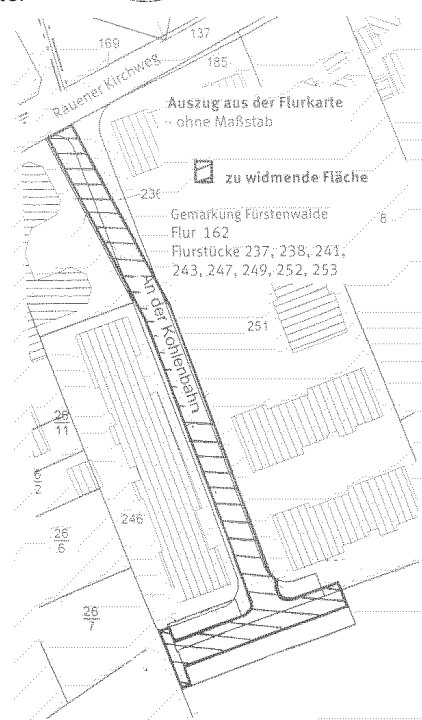 169
137
185
Rauener Kirchweg
Auszug aus der Flurkarte
- ohne Maßstab
zu widmende Fläche
236
Gemarkung Fürstenwalde
Flur 162
Flurstücke 237, 238, 241,
243, 247, 249, 252, 253
8
An der Kohlenbahn
251
26
11
6
2
246
26
6
26
7